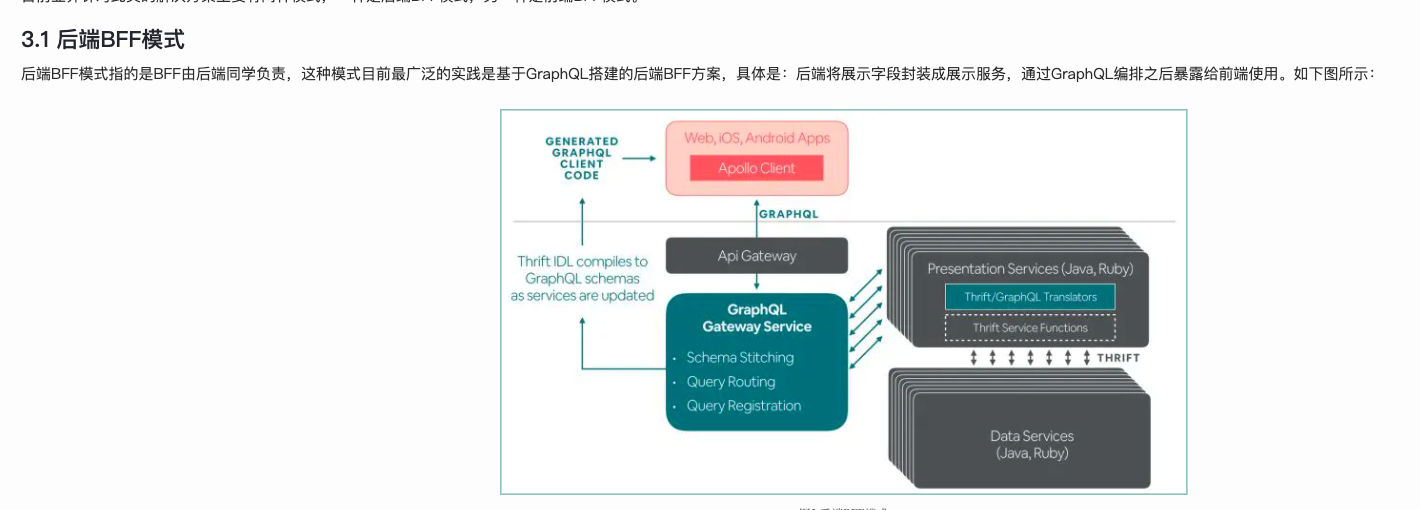 3.1 后端BFF模式
后端BFF模式指的是BFF由后端同学负责，这种模式目前最广泛的实践是基于GraphQL搭建的后端BFF方案，具体是：后端将展示字段封装成展示服务，通过GraphQL编排之后暴露给前端使用。如下图所示：
GENERATED
GRAPHQL
CLIENT
CODE
Web, iOS, Android Apps
Apollo Client
GRAPHQL
Api Gateway
Thrift IDL compiles to
GraphQL schemas
as services are updated
GraphQL
Gateway Service
• Schema Stitching
• Query Routing
• Query Registration
Presentation Services (Java, Ruby)
Thrift/GraphQL Translators
Thrift Service Functions
THRIFT
Data Services
(Java, Ruby)